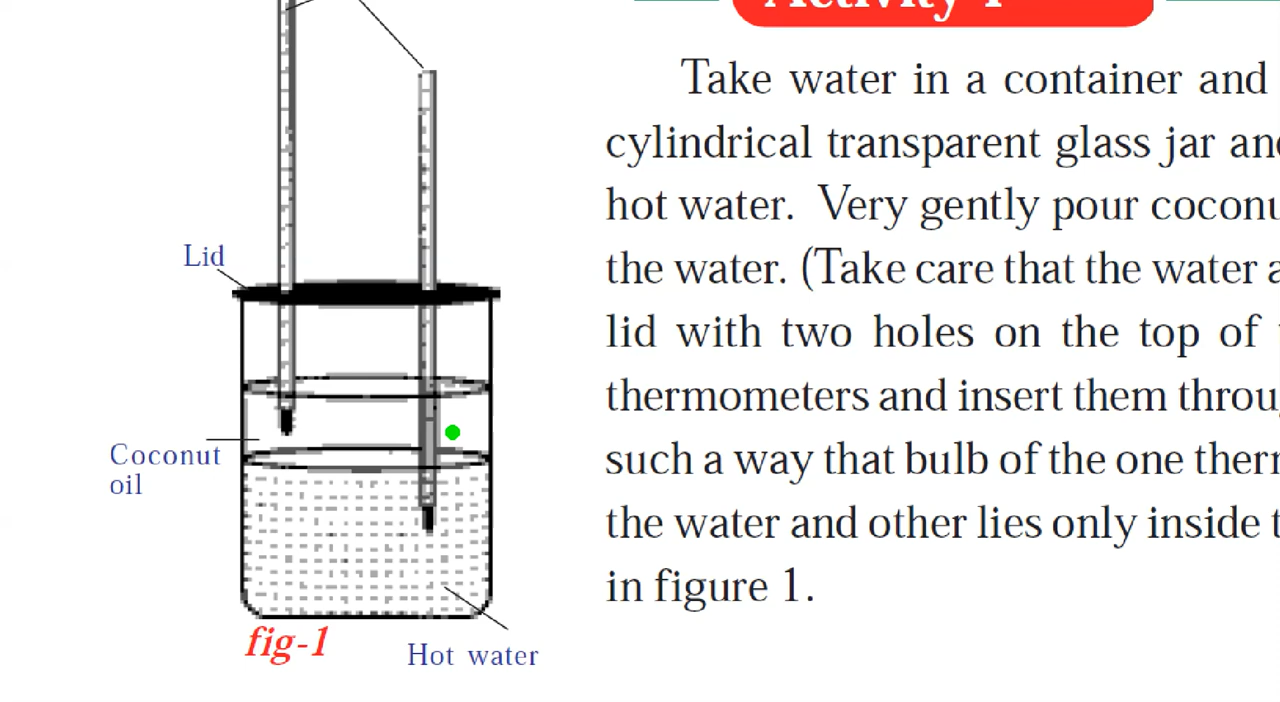 Activity 1
Take water in a container and
cylindrical transparent glass jar and
hot water. Very gently pour coconu
the water. (Take care that the water a
lid with two holes on the top of
thermometers and insert them throu
such a way that bulb of the one ther
the water and other lies only inside t
in figure 1.
Lid
Coconut
oil
fig-1
Hot water